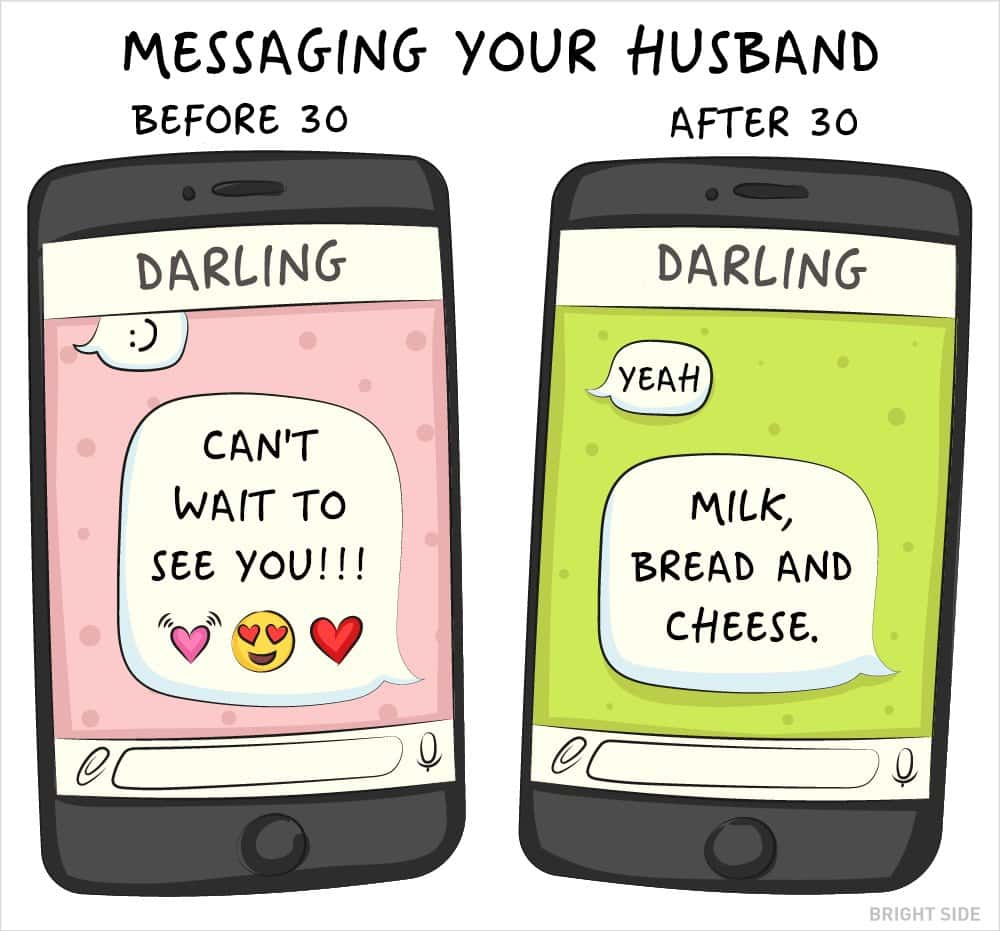 MESSAGING YOUR HUSBAND
BEFORE 30
AFTER 30
DARLING
:)
CAN'T
WAIT TO
SEE YOU!!!
💓 😍 ❤️
DARLING
YEAH
MILK,
BREAD AND
CHEESE.
BRIGHT SIDE